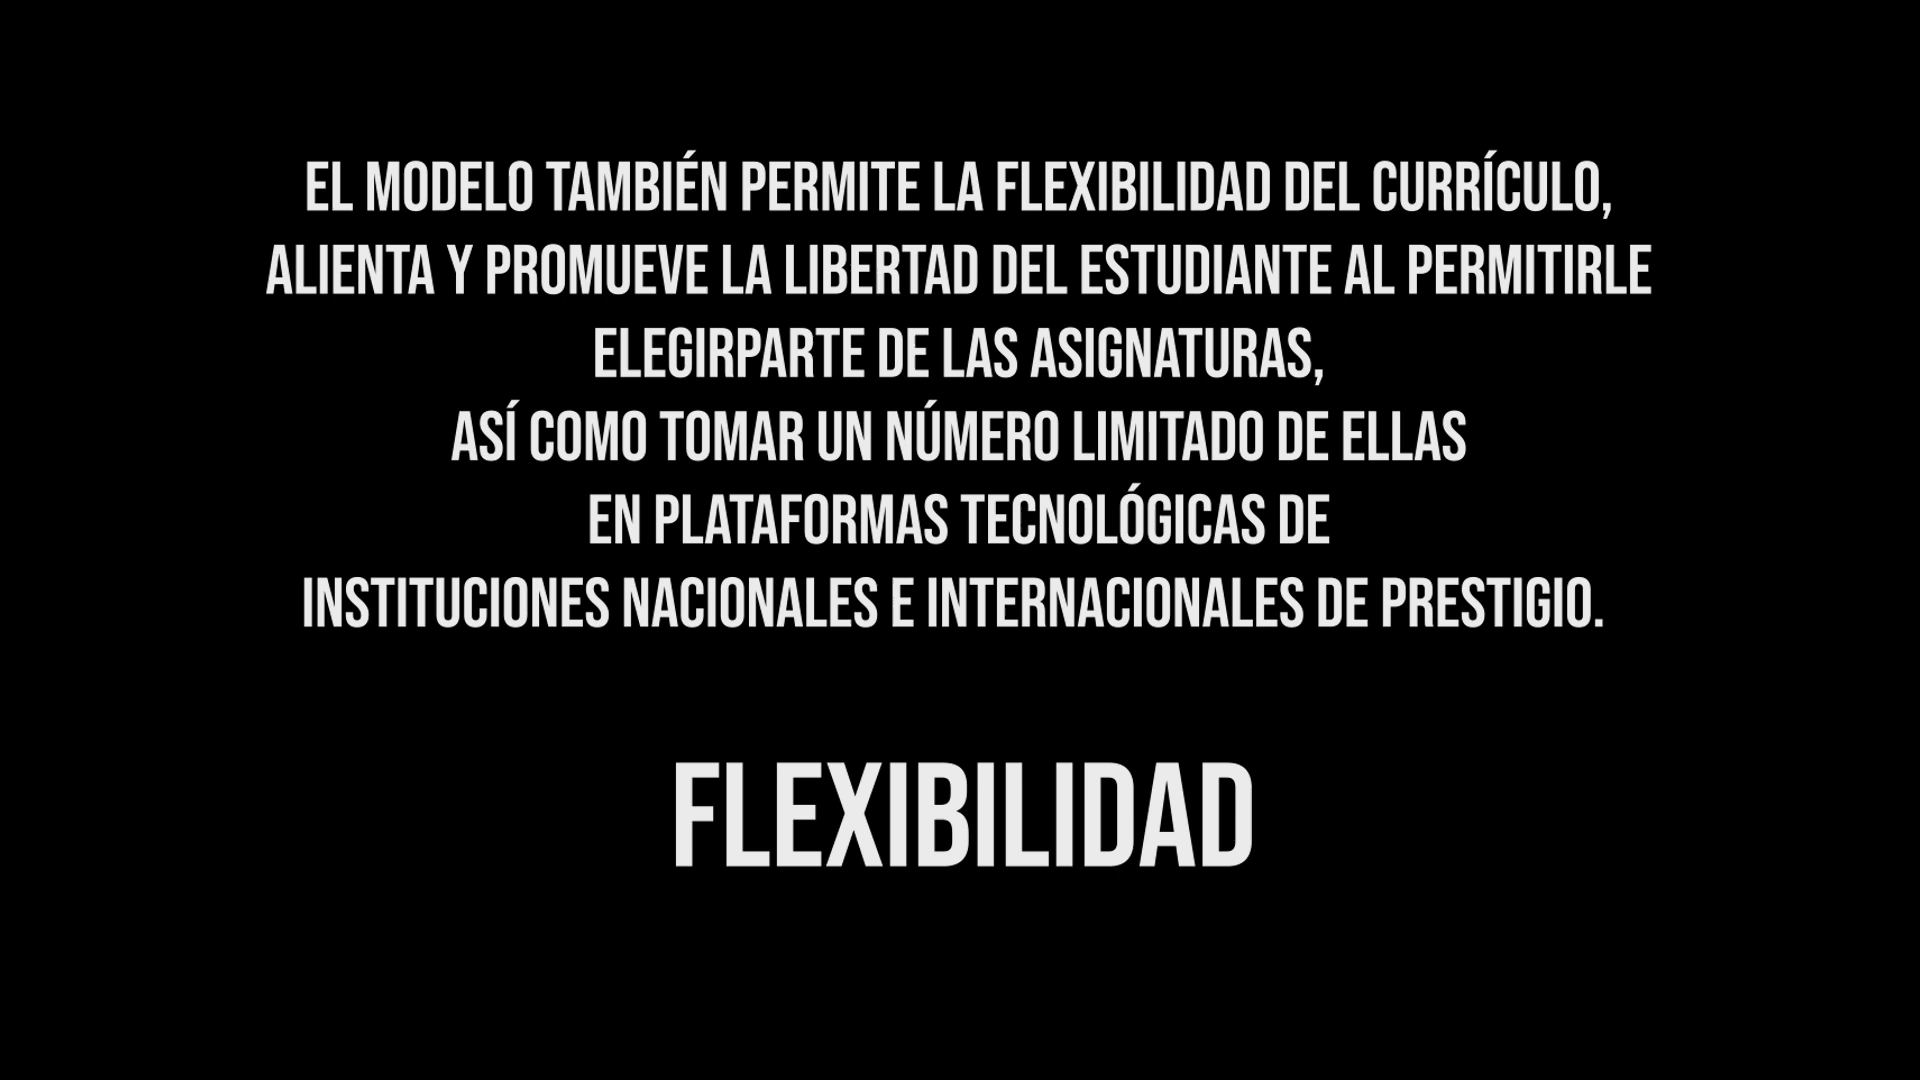 EL MODELO TAMBIÉN PERMITE LA FLEXIBILIDAD DEL CURRÍCULO,
ALIENTA Y PROMUEVE LA LIBERTAD DEL ESTUDIANTE AL PERMITIRLE
ELEGIRPARTE DE LAS ASIGNATURAS,
ASÍ COMO TOMAR UN NÚMERO LIMITADO DE ELLAS
EN PLATAFORMAS TECNOLÓGICAS DE
INSTITUCIONES NACIONALES E INTERNACIONALES DE PRESTIGIO.
FLEXIBILIDAD